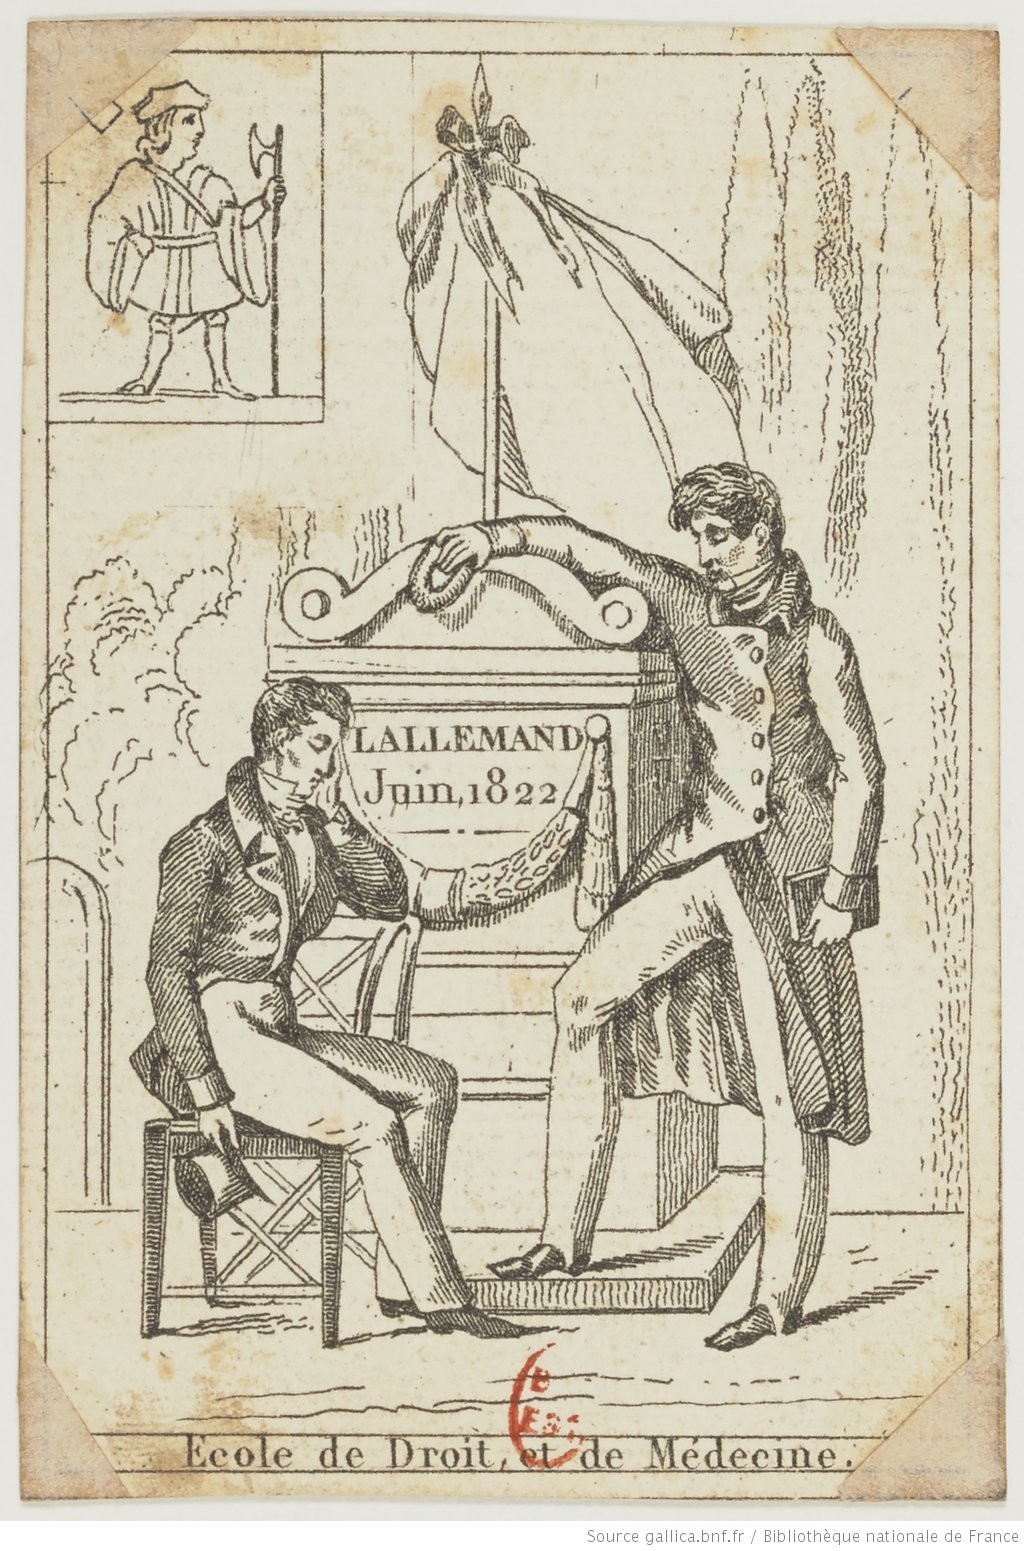 LALLEMAND
Juin, 1822
Ecole de Droit, et de Médecine.
Source gallica.bnf.fr / Bibliothèque nationale de France